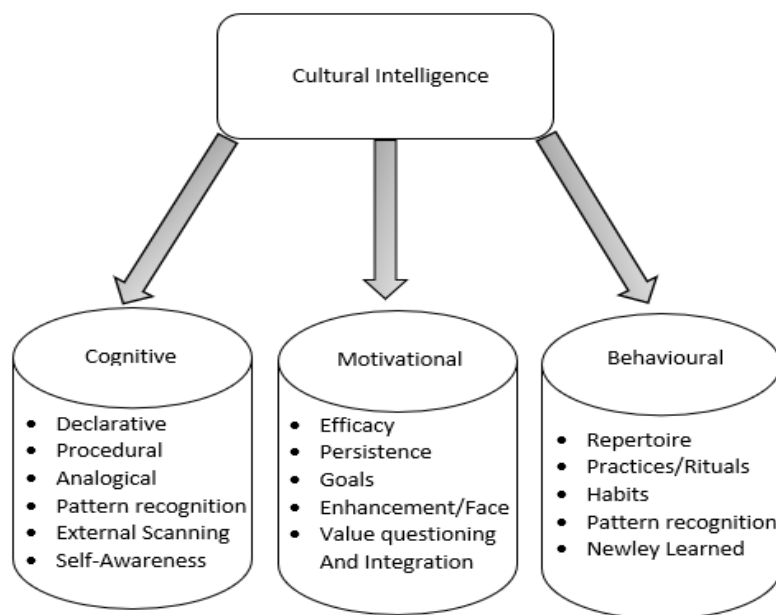 Cultural Intelligence
Cognitive
• Declarative
• Procedural
• Analogical
• Pattern recognition
• External Scanning
• Self-Awareness
Motivational
• Efficacy
• Persistence
• Goals
• Enhancement/Face
• Value questioning
And Integration
Behavioural
• Repertoire
• Practices/Rituals
• Habits
• Pattern recognition
• Newley Learned